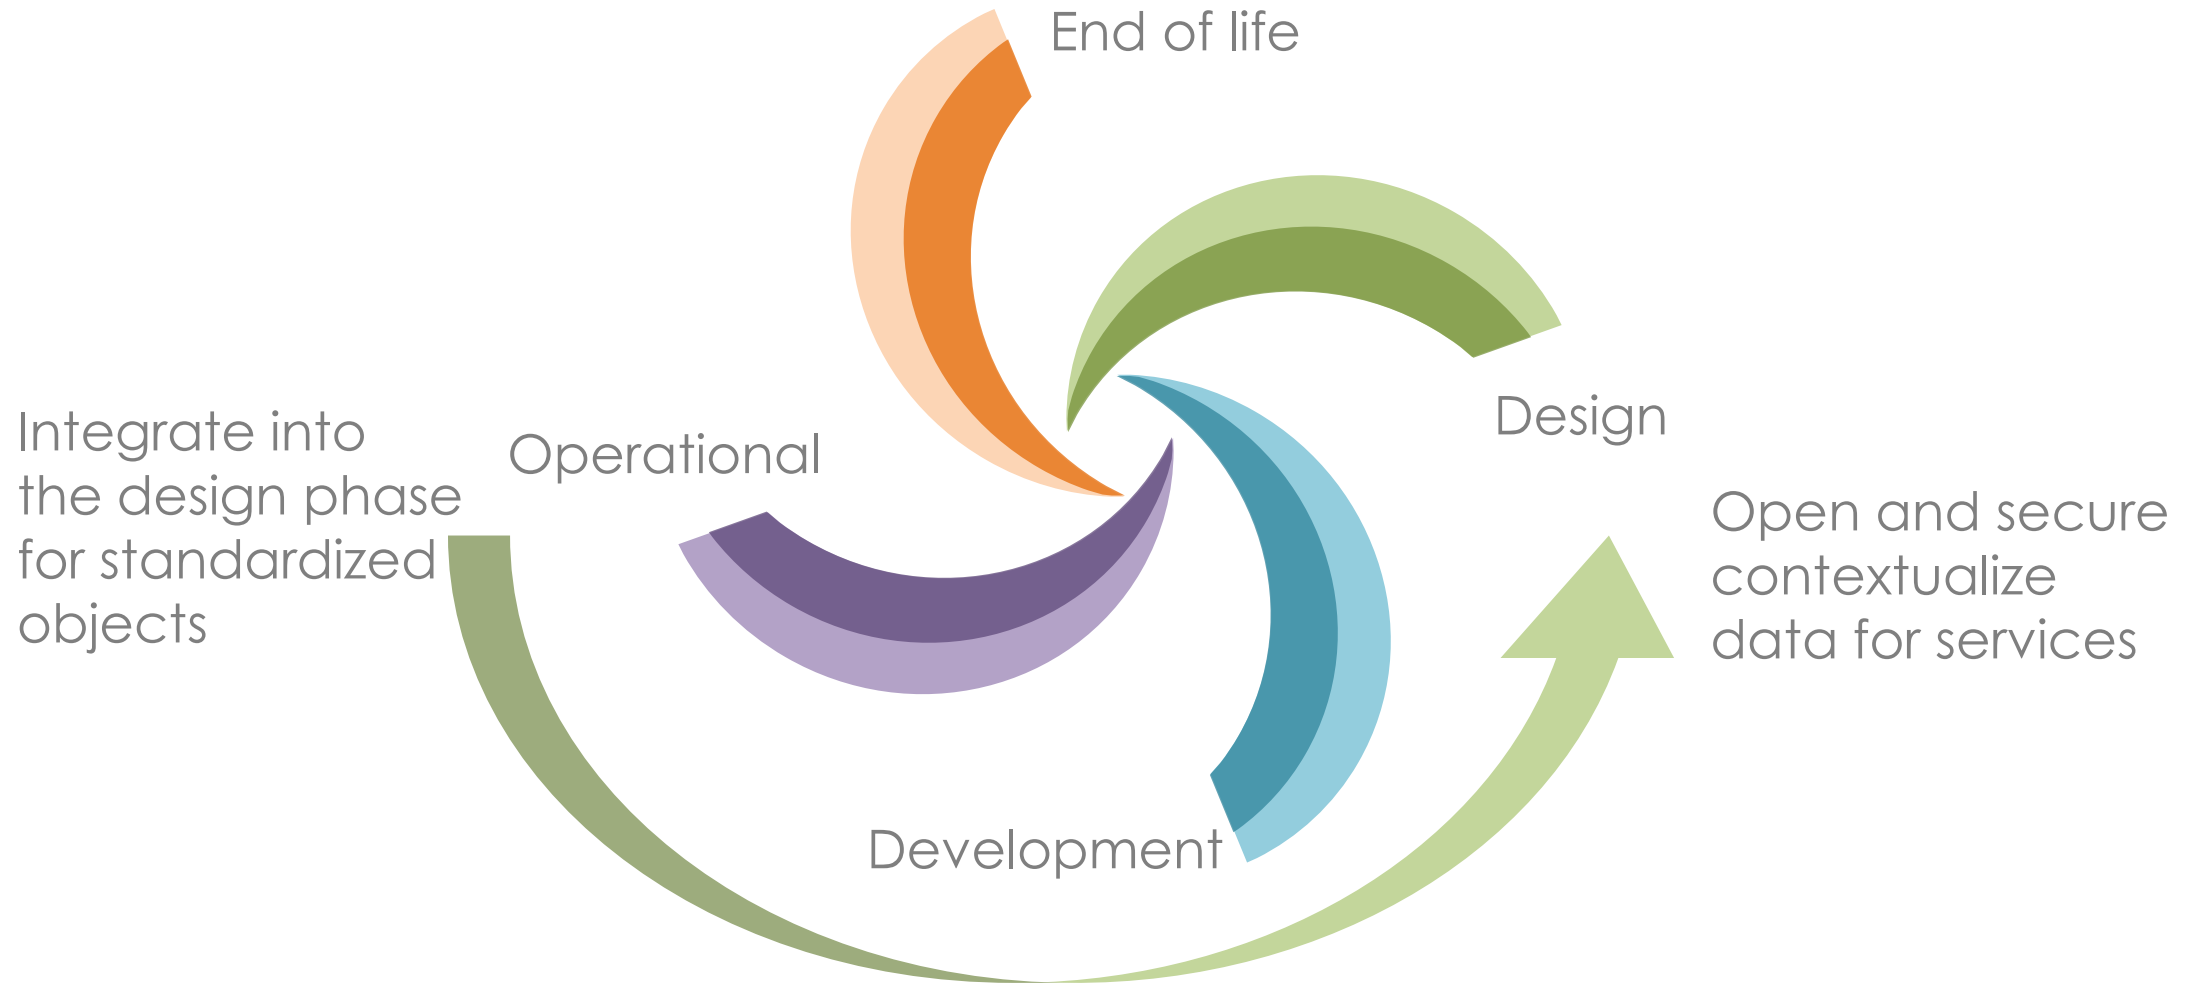 End of life
Design
Integrate into
the design phase
for standardized
objects
Operational
Open and secure
contextualize
data for services
Development